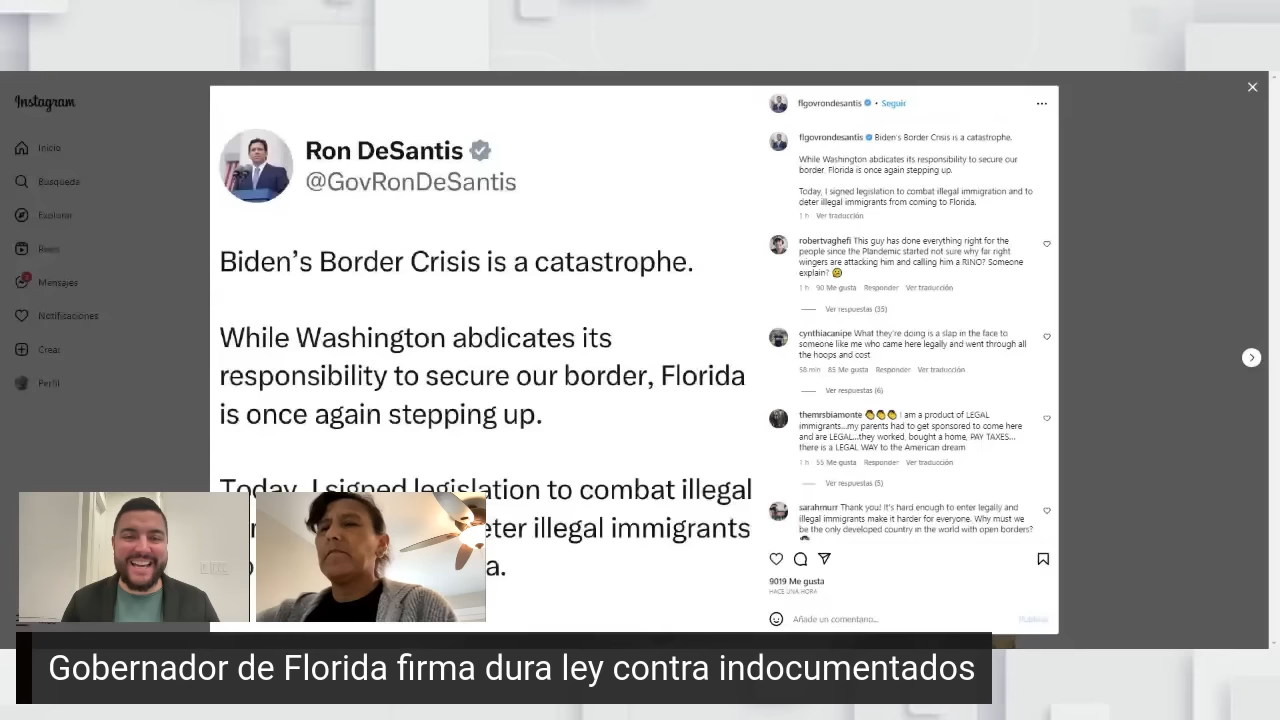 Instagram
Inicio
Búsqueda
Explorar
Reels
Mensajes
Notificaciones
Crear
Perfil
Ron DeSantis
@GovRonDeSantis
Biden's Border Crisis is a catastrophe.
While Washington abdicates its
responsibility to secure our border, Florida
is once again stepping up.
Today, I signed legislation to combat illegal
eter illegal immigrants
a.
flgovrondesantis • Seguir
flgovrondesantis Biden's Border Crisis is a catastrophe.
While Washington abdicates its responsibility to secure our
border, Florida is once again stepping up.
Today, I signed legislation to combat illegal immigration and to
deter illegal immigrants from coming to Florida.
1 h Ver traducción
robertvaghefi This guy has done everything right for the
people since the Plandemic started not sure why far right
wingers are attacking him and calling him a RINO? Someone
explain? 🥲
1 h 90 Me gusta Responder Ver traducción
Ver respuestas (35)
cynthiacanipe What they're doing is a slap in the face to
someone like me who came here legally and went through all
the hoops and cost
58 min 85 Me gusta Responder Ver traducción
Ver respuestas (6)
themrsbiamonte 👏👏👏 I am a product of LEGAL
immigrants...my parents had to get sponsored to come here
and are LEGAL...they worked, bought a home, PAY TAXES...
there is a LEGAL WAY to the American dream
1 h 55 Me gusta Responder Ver traducción
Ver respuestas (5)
sarahmurr Thank you! It's hard enough to enter legally and
illegal immigrants make it harder for everyone. Why must we
be the only developed country in the world with open borders?
9019 Me gusta
HACE UNA HORA
Añade un comentario...
Publicar
Gobernador de Florida firma dura ley contra indocumentados